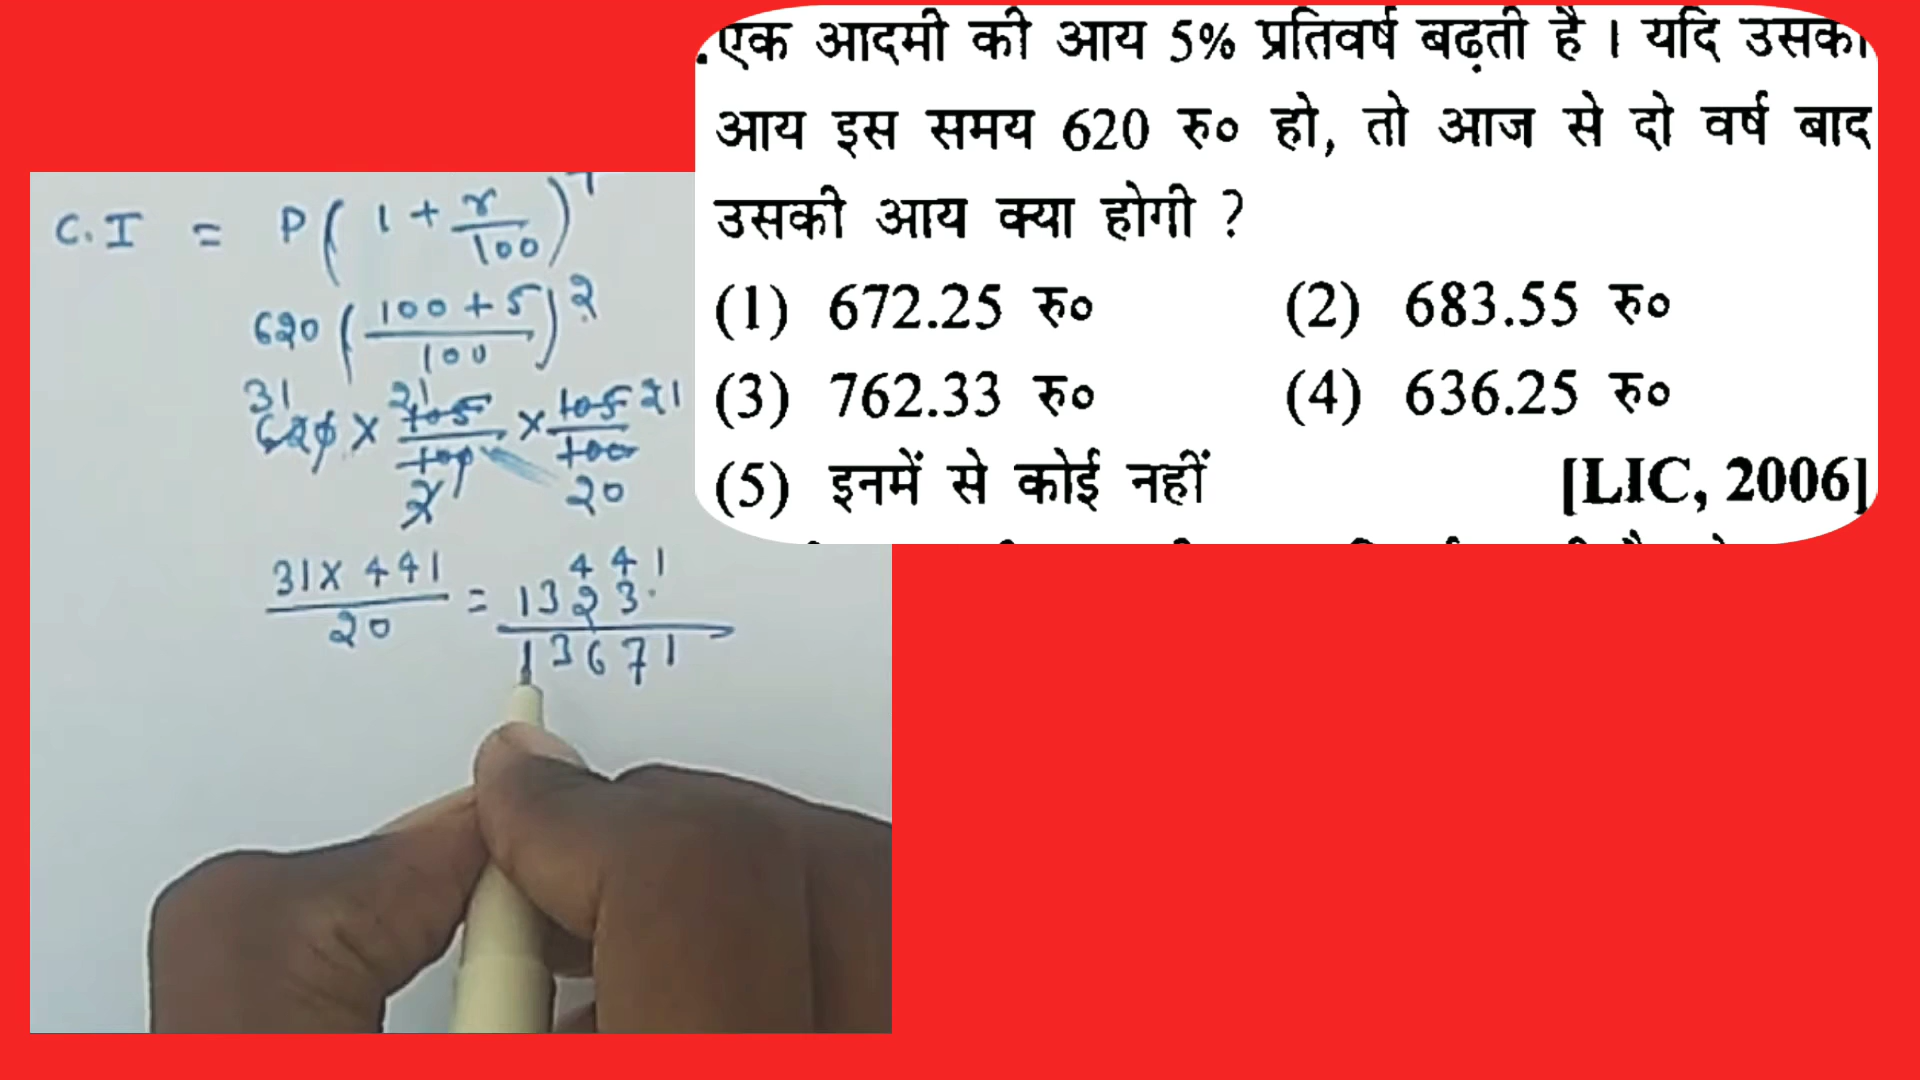 .एक आदमी की आय 5% प्रतिवर्ष बढ़ती है । यदि उसकी
आय इस समय 620 रु० हो, तो आज से दो वर्ष बाद
उसकी आय क्या होगी ?
(1) 672.25 रु० (2) 683.55 रु०
(3) 762.33 रु० (4) 636.25 रु०
(5) इनमें से कोई नहीं [LIC, 2006]
C.I = P(1 + r/100)
620 (100 + 5/100)2
31 21 21
620 × 105/100 × 105/100
2 20
31 × 441/20 = 441
1323.
13671